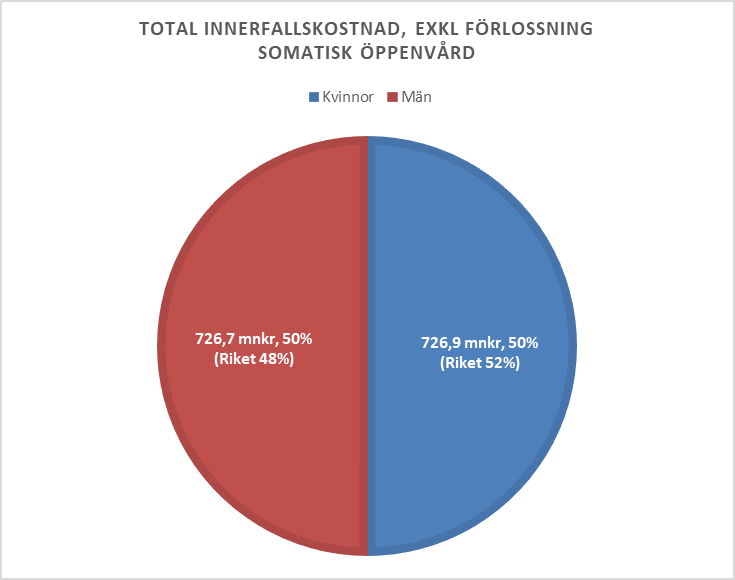 TOTAL INNERFALLSKOSTNAD, EXKL FÖRLOSSNING
SOMATISK ÖPPENVÅRD
Kvinnor
Män
726,7 mnkr, 50%
(Riket 48%)
726,9 mnkr, 50%
(Riket 52%)